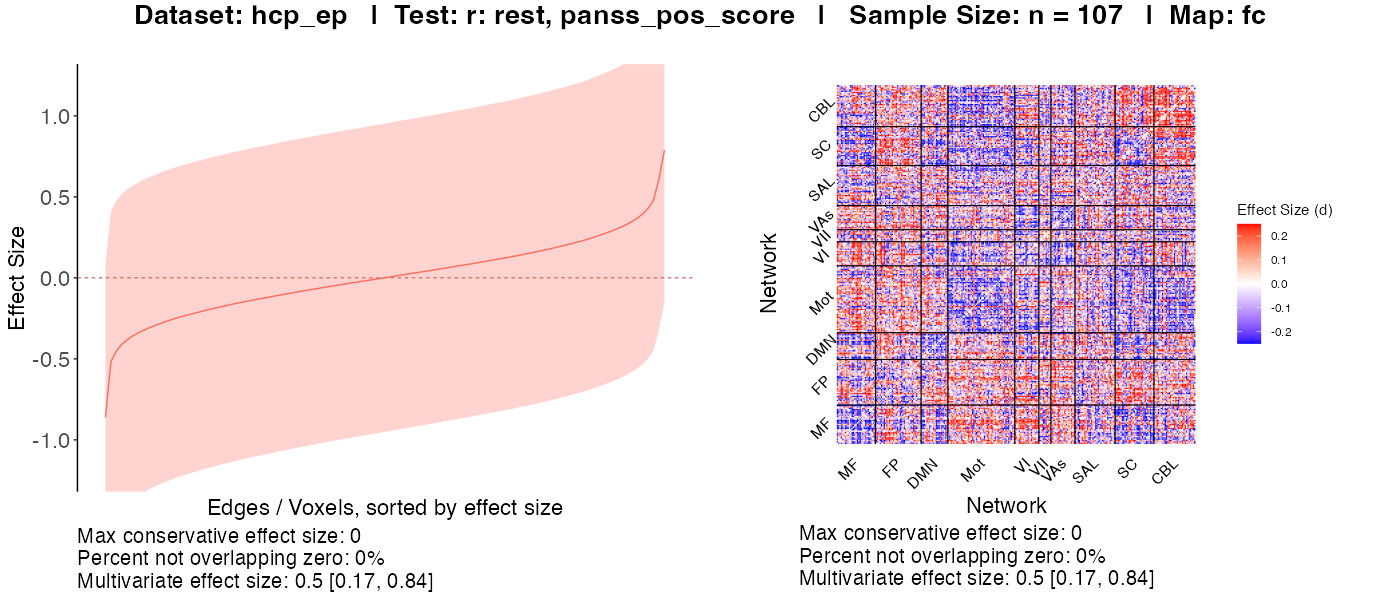 Dataset: hcp_ep | Test: r: rest, panss_pos_score | Sample Size: n = 107 | Map: fc
Effect Size
1.0
0.5
0.0
-0.5
-1.0
Edges / Voxels, sorted by effect size
Max conservative effect size: 0
Percent not overlapping zero: 0%
Multivariate effect size: 0.5 [0.17, 0.84]
Network
CBL
SC
SAL
VAs
VII
VI
Mot
DMN
FP
MF
MF
FP
DMN
Mot
VI
VII
VAs
SAL
SC
CBL
Network
Max conservative effect size: 0
Percent not overlapping zero: 0%
Multivariate effect size: 0.5 [0.17, 0.84]
Effect Size (d)
0.2
0.1
0.0
-0.1
-0.2